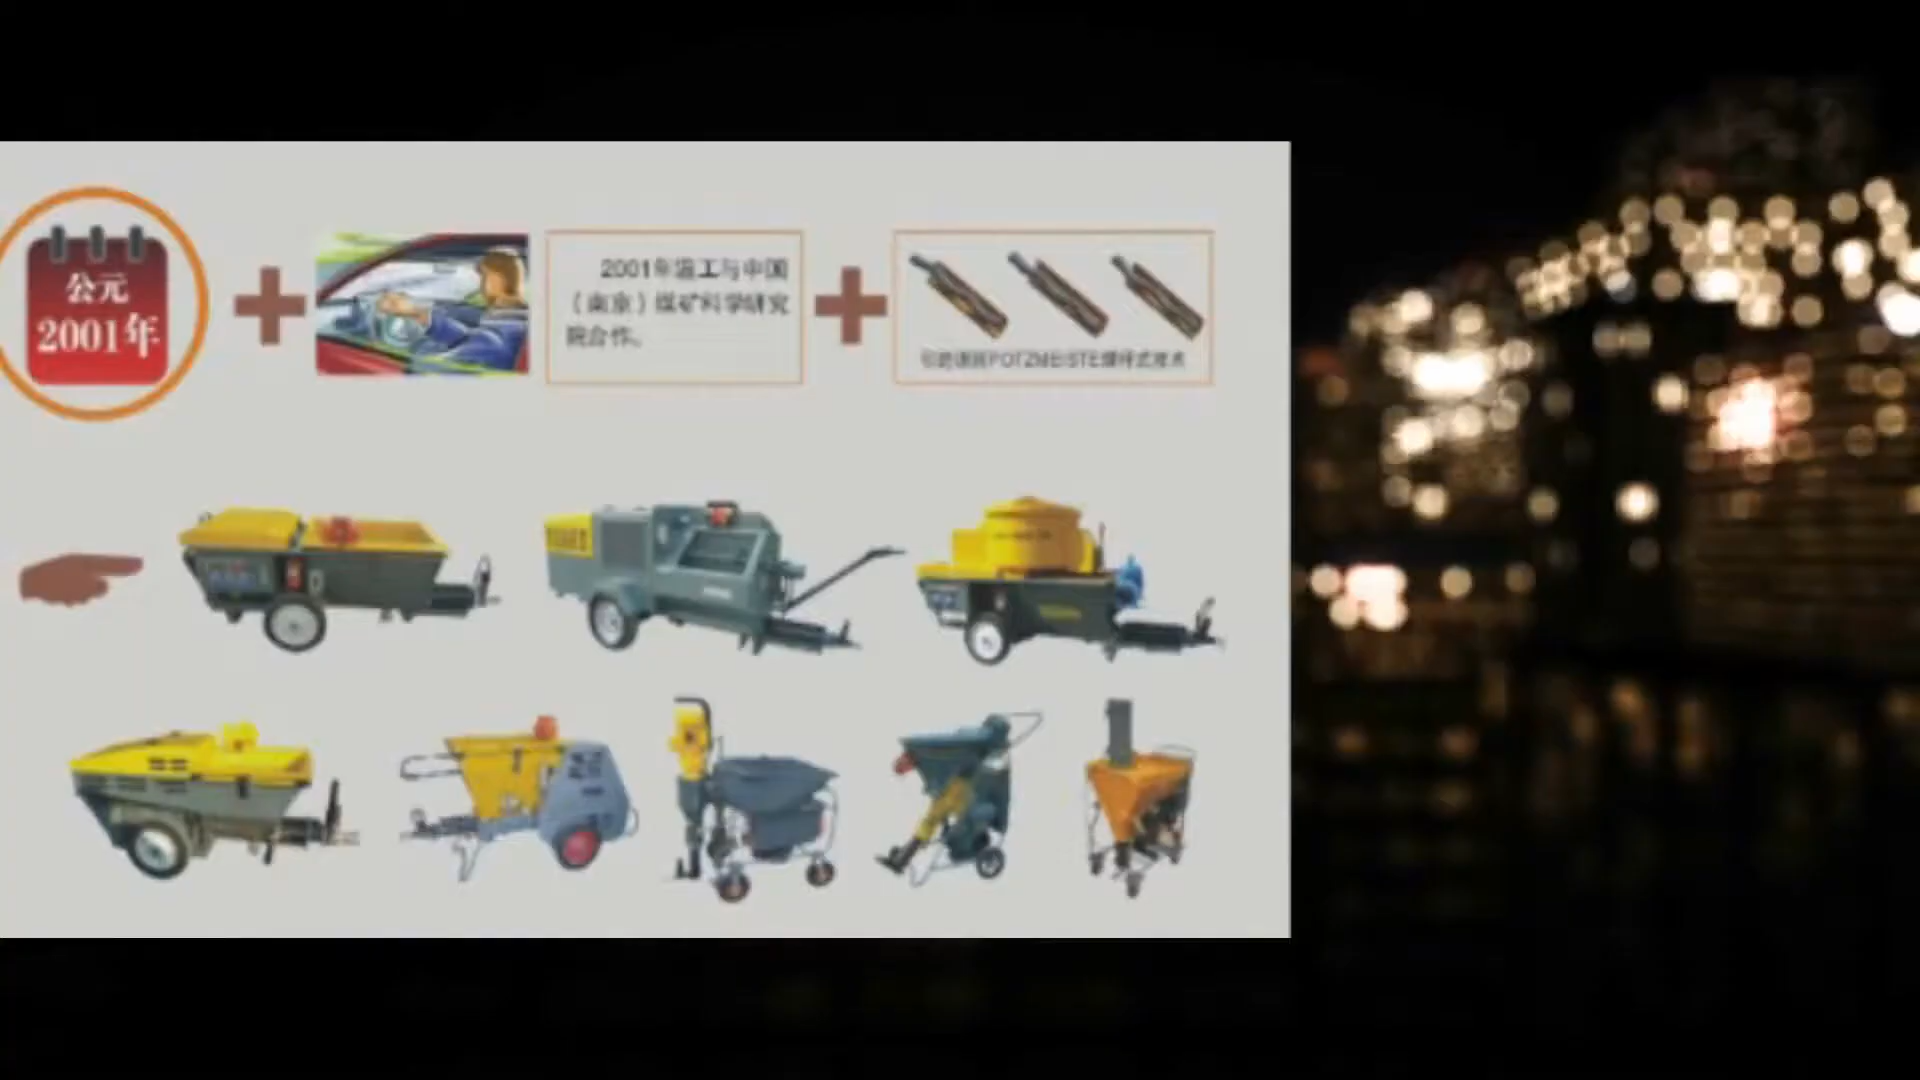 公元
2001年
2001年温工与中国
（南京）煤矿科学研究
院合作。